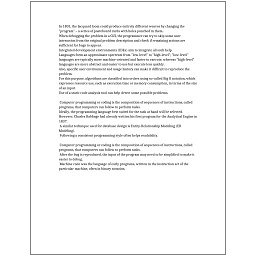 In 1801, the Jacquard loom could produce entirely different weaves by changing the
"program" – a series of pasteboard cards with holes punched in them.
When debugging the problem in a GUI, the programmer can try to skip some user
interaction from the original problem description and check if remaining actions are
sufficient for bugs to appear.
Integrated development environments (IDEs) aim to integrate all such help.
Languages form an approximate spectrum from "low-level" to "high-level"; "low-level"
languages are typically more machine-oriented and faster to execute, whereas "high-level"
languages are more abstract and easier to use but execute less quickly.
Also, specific user environment and usage history can make it difficult to reproduce the
problem.
For this purpose, algorithms are classified into orders using so-called Big O notation, which
expresses resource use, such as execution time or memory consumption, in terms of the size
of an input.
Use of a static code analysis tool can help detect some possible problems.
Computer programming or coding is the composition of sequences of instructions, called
programs, that computers can follow to perform tasks.
Ideally, the programming language best suited for the task at hand will be selected.
However, Charles Babbage had already written his first program for the Analytical Engine in
1837.
A similar technique used for database design is Entity-Relationship Modeling (ER
Modeling).
Following a consistent programming style often helps readability.
Computer programming or coding is the composition of sequences of instructions, called
programs, that computers can follow to perform tasks.
After the bug is reproduced, the input of the program may need to be simplified to make it
easier to debug.
Machine code was the language of early programs, written in the instruction set of the
particular machine, often in binary notation.